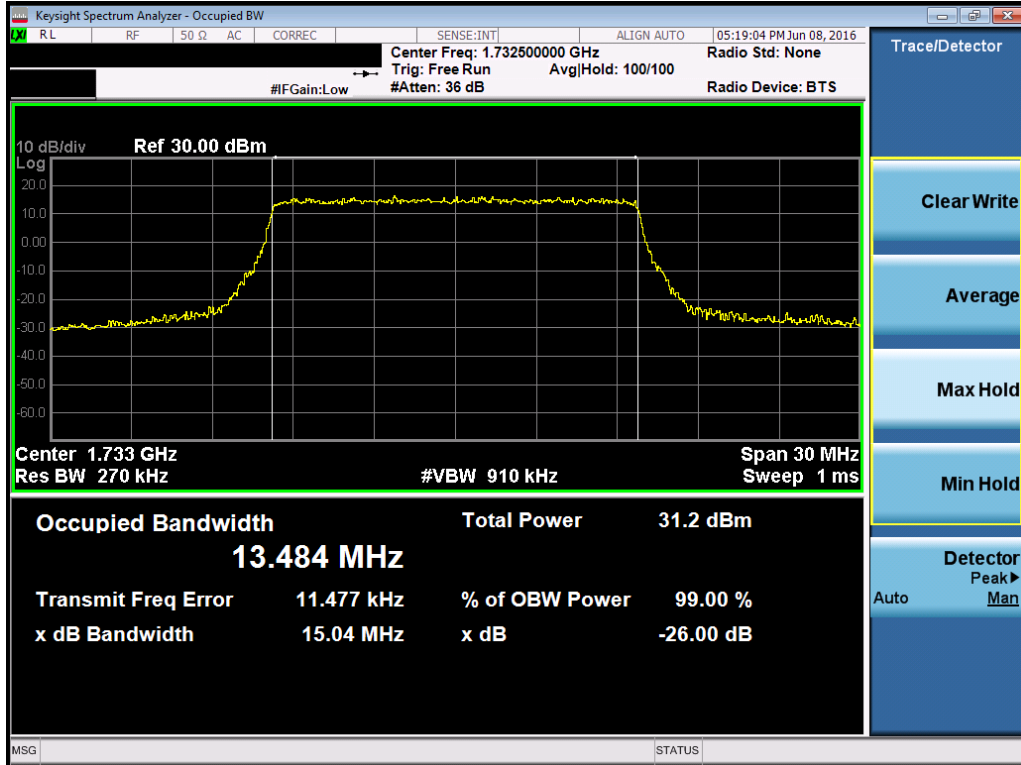 Keysight Spectrum Analyzer - Occupied BW
LXI RL RF 50 Ω AC CORREC SENSE:INT ALIGN AUTO 05:19:04 PM Jun 08, 2016
Center Freq: 1.732500000 GHz Radio Std: None
Trig: Free Run Avg|Hold: 100/100
#IFGain:Low #Atten: 36 dB Radio Device: BTS
10 dB/div Ref 30.00 dBm
Log
20.0
10.0
0.00
-10.0
-20.0
-30.0
-40.0
-50.0
-60.0
Center 1.733 GHz Span 30 MHz
Res BW 270 kHz #VBW 910 kHz Sweep 1 ms
Occupied Bandwidth Total Power 31.2 dBm
13.484 MHz
Transmit Freq Error 11.477 kHz % of OBW Power 99.00 %
x dB Bandwidth 15.04 MHz x dB -26.00 dB
MSG STATUS
Trace/Detector
Clear Write
Average
Max Hold
Min Hold
Detector
Peak▶
Auto Man